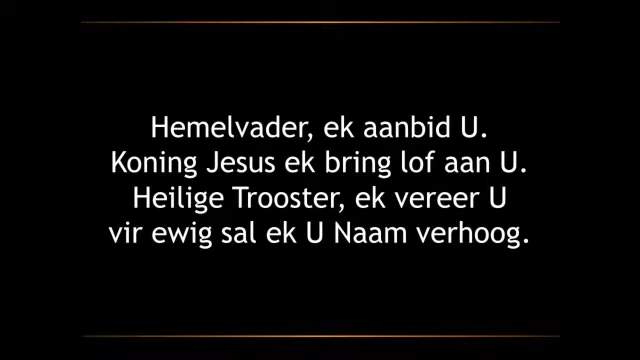 Hemelvader, ek aanbid U.
Koning Jesus ek bring lof aan U.
Heilige Trooster, ek vereer U
vir ewig sal ek U Naam verhoog.